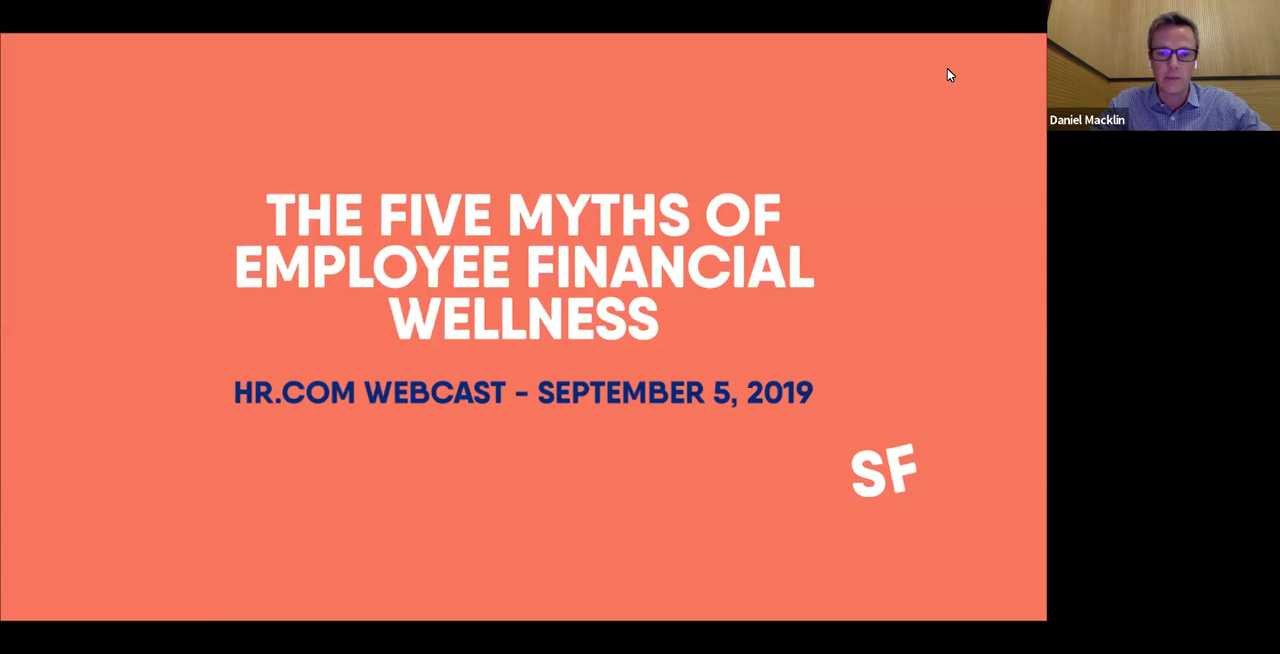 THE FIVE MYTHS OF
EMPLOYEE FINANCIAL
WELLNESS
HR.COM WEBCAST - SEPTEMBER 5, 2019
SF
Daniel Macklin